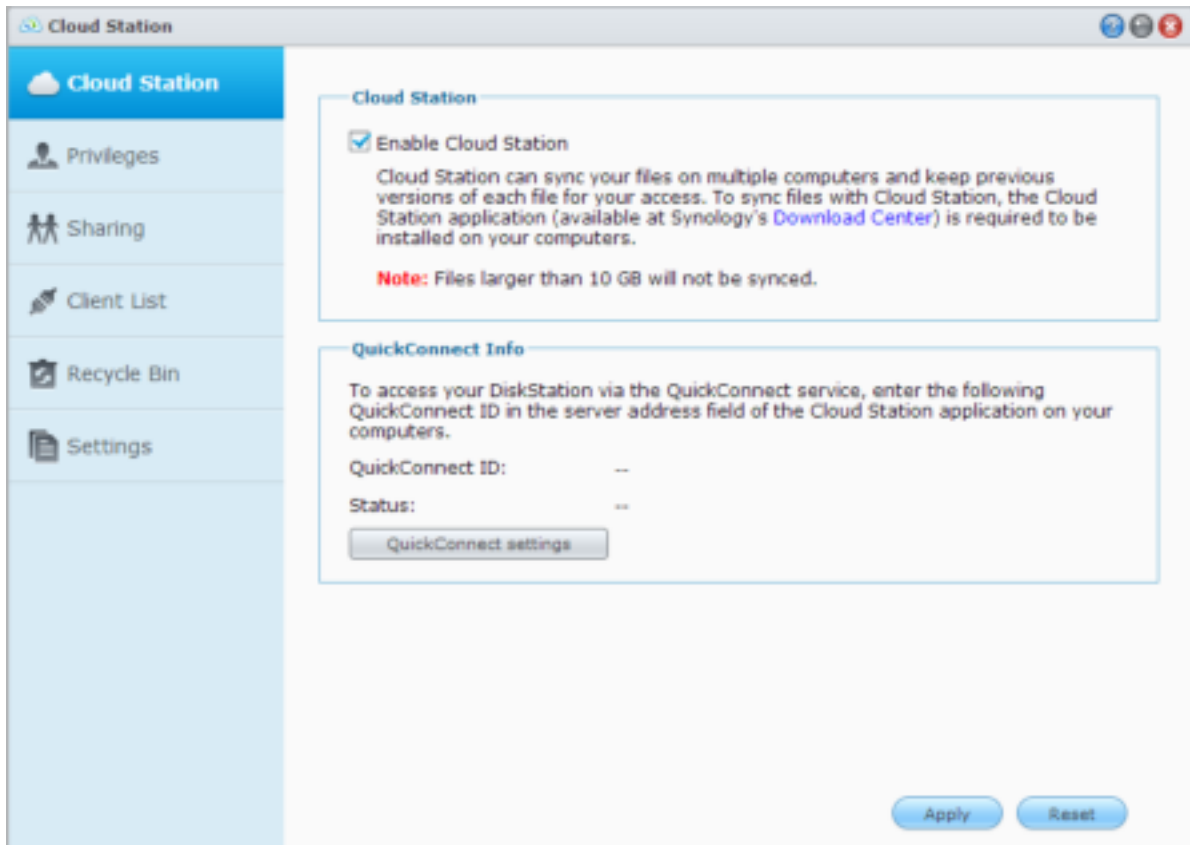 Cloud Station
Cloud Station
Privileges
Sharing
Client List
Recycle Bin
Settings
Cloud Station
Enable Cloud Station
Cloud Station can sync your files on multiple computers and keep previous
versions of each file for your access. To sync files with Cloud Station, the Cloud
Station application (available at Synology's Download Center) is required to be
installed on your computers.
Note: Files larger than 10 GB will not be synced.
QuickConnect Info
To access your DiskStation via the QuickConnect service, enter the following
QuickConnect ID in the server address field of the Cloud Station application on your
computers.
QuickConnect ID: --
Status: --
QuickConnect settings
Apply Reset